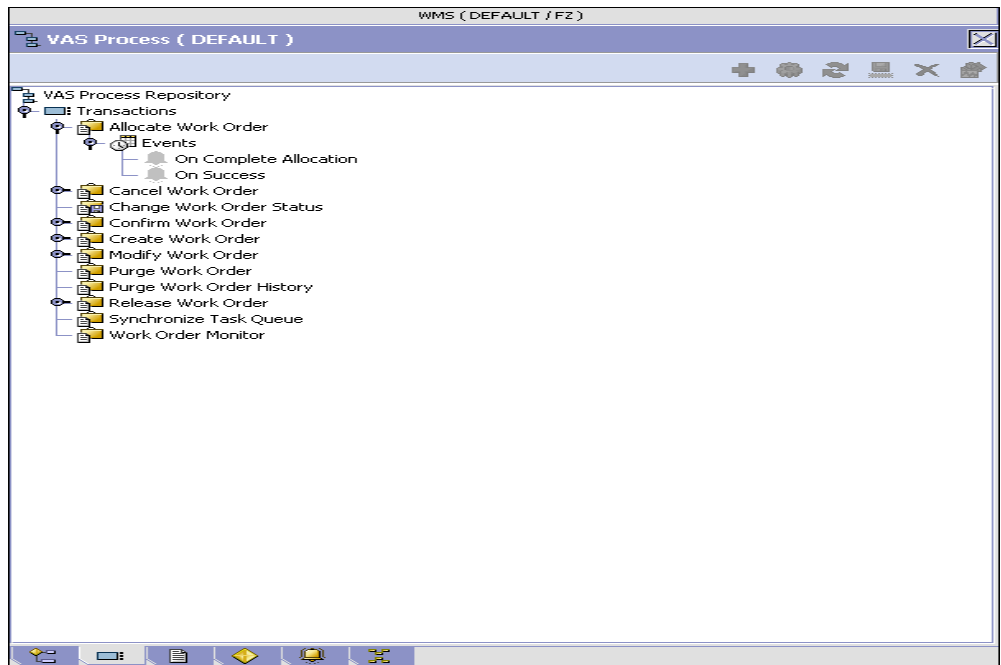 WMS ( DEFAULT / FZ )
VAS Process ( DEFAULT )
VAS Process Repository
Transactions
Allocate Work Order
Events
On Complete Allocation
On Success
Cancel Work Order
Change Work Order Status
Confirm Work Order
Create Work Order
Modify Work Order
Purge Work Order
Purge Work Order History
Release Work Order
Synchronize Task Queue
Work Order Monitor